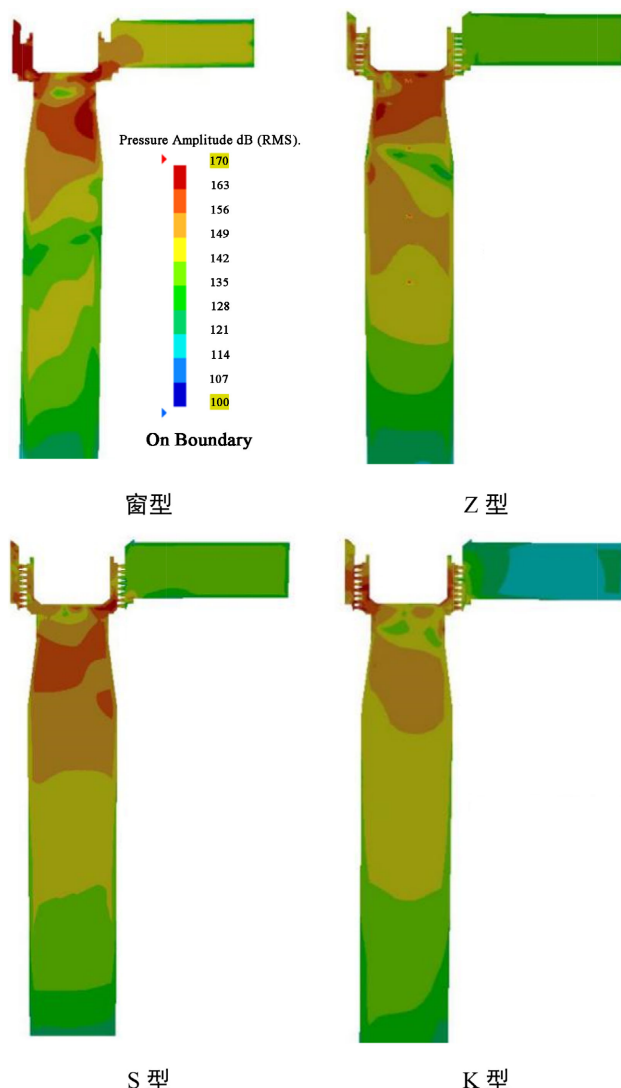 Pressure Amplitude dB (RMS).
170
163
156
149
142
135
128
121
114
107
100
On Boundary
窗型
Z 型
S 型
K 型